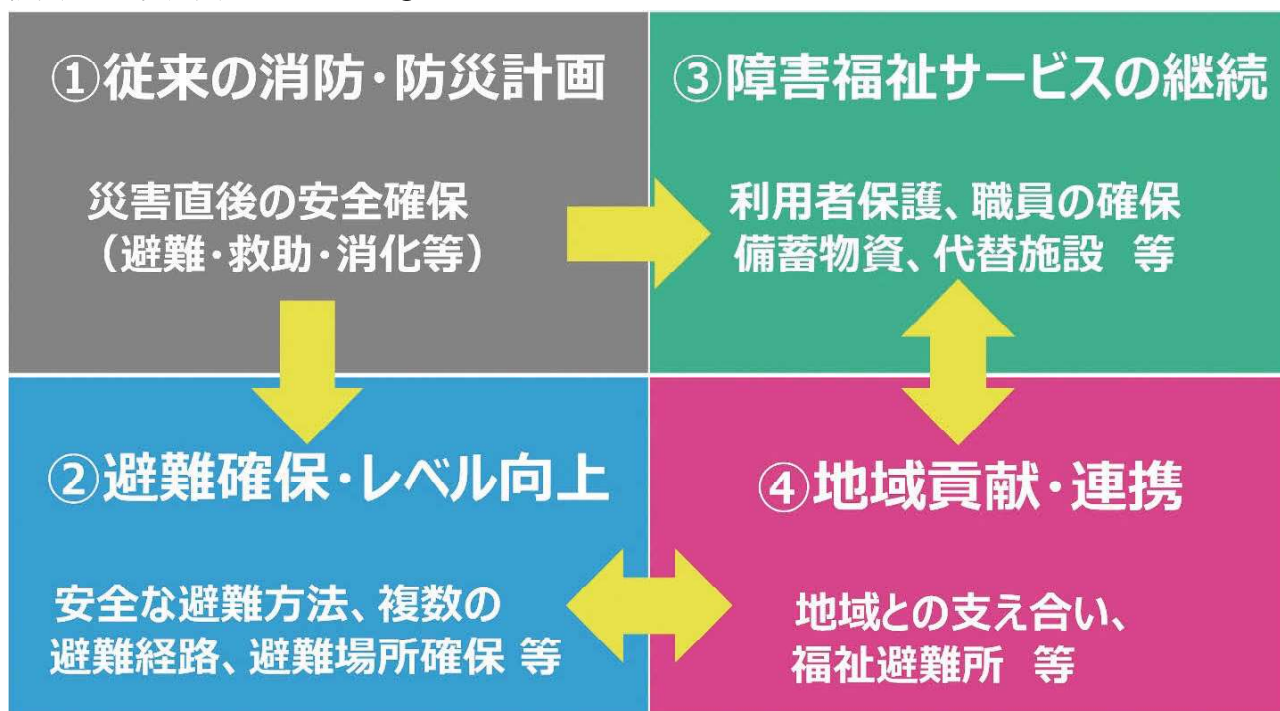 ①従来の消防・防災計画
災害直後の安全確保
（避難・救助・消化等）
②避難確保・レベル向上
安全な避難方法、複数の
避難経路、避難場所確保 等
③障害福祉サービスの継続
利用者保護、職員の確保
備蓄物資、代替施設 等
④地域貢献・連携
地域との支え合い、
福祉避難所 等